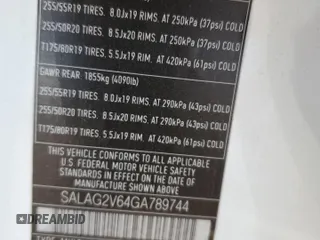 255/55R19 TIRES. 8.0Jx19 RIMS. AT 250kPa (37psi) COLD
255/50R20 TIRES. 8.5Jx20 RIMS. AT 250kPa (37psi) COLD
T175/80R19 TIRES. 5.5Jx19 RIM. AT 420kPa (61psi) COLD
GAWR REAR: 1855kg (4090lb)
255/55R19 TIRES. 8.0Jx19 RIMS. AT 290kPa (43psi) COLD
255/50R20 TIRES. 8.5Jx20 RIMS. AT 290kPa (43psi) COLD
T175/80R19 TIRES. 5.5Jx19 RIM. AT 420kPa (61psi) COLD
THIS VEHICLE CONFORMS TO ALL APPLICABLE
U.S FEDERAL MOTOR VEHICLE SAFETY
STANDARD IN EFFECT ON THE DATE OF
MANUFACTURE SHOWN ABOVE
SALAG2V64GA789744
AUTOBIDMASTER
DREAMBID
TYPE: